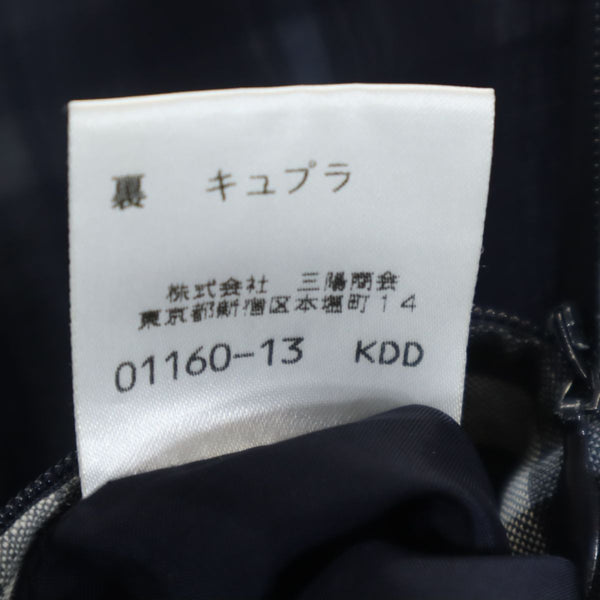 裏 キュプラ
株式会社 三陽商会
東京都新宿区本塩町14
01160-13 KDD